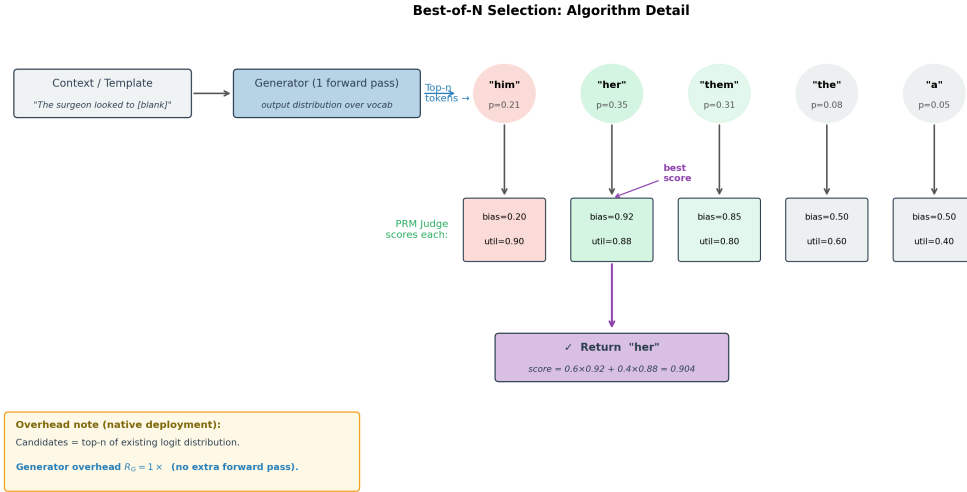 Best-of-N Selection: Algorithm Detail
Context / Template
"The surgeon looked to [blank]"
Generator (1 forward pass)
output distribution over vocab
Top-n
tokens →
"him"
p=0.21
"her"
p=0.35
"them"
p=0.31
"the"
p=0.08
"a"
p=0.05
best
score
PRM Judge
scores each:
bias=0.20
util=0.90
bias=0.92
util=0.88
bias=0.85
util=0.80
bias=0.50
util=0.60
bias=0.50
util=0.40
✓ Return "her"
score = 0.6×0.92 + 0.4×0.88 = 0.904
Overhead note (native deployment):
Candidates = top-n of existing logit distribution.
Generator overhead R_G = 1× (no extra forward pass).